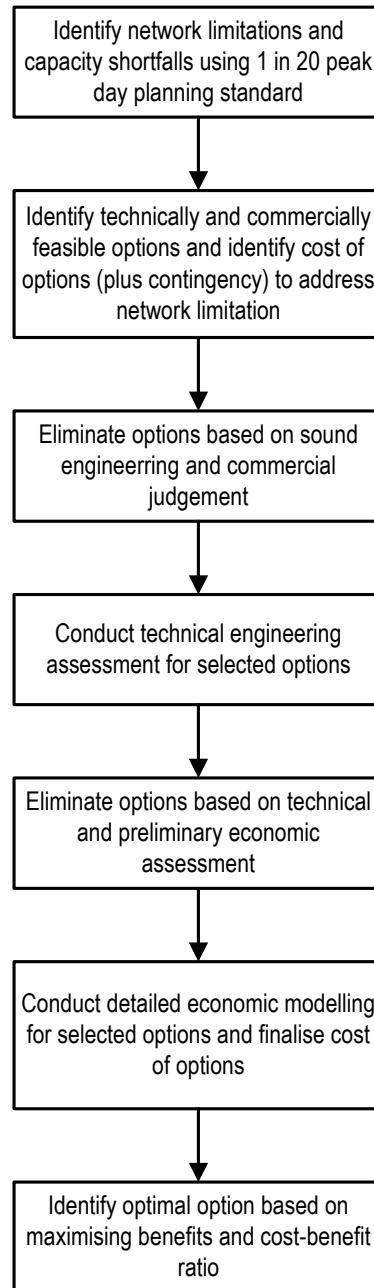 Identify network limitations and
capacity shortfalls using 1 in 20 peak
day planning standard
Identify technically and commercially
feasible options and identify cost of
options (plus contingency) to address
network limitation
Eliminate options based on sound
engineerring and commercial
judgement
Conduct technical engineering
assessment for selected options
Eliminate options based on technical
and preliminary economic
assessment
Conduct detailed economic modelling
for selected options and finalise cost
of options
Identify optimal option based on
maximising benefits and cost-benefit
ratio